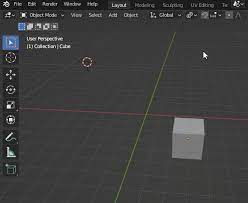 File Edit Render Window Help Layout Modeling Sculpting UV Editing Te
Object Mode View Select Add Object Global
User Perspective
(1) Collection | Cube